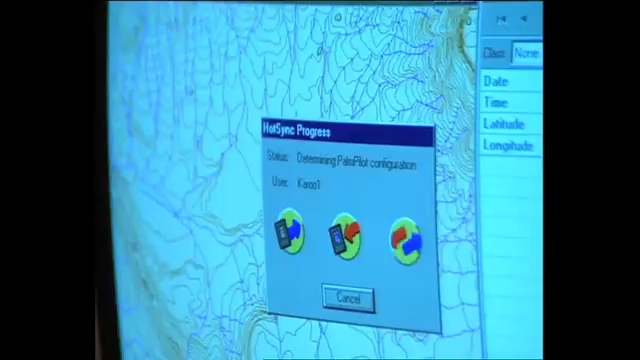 HotSync Progress
Status: Determining PalmPilot configuration
User: Karoo1
Cancel
Class: None
Date
Time
Latitude
Longitude